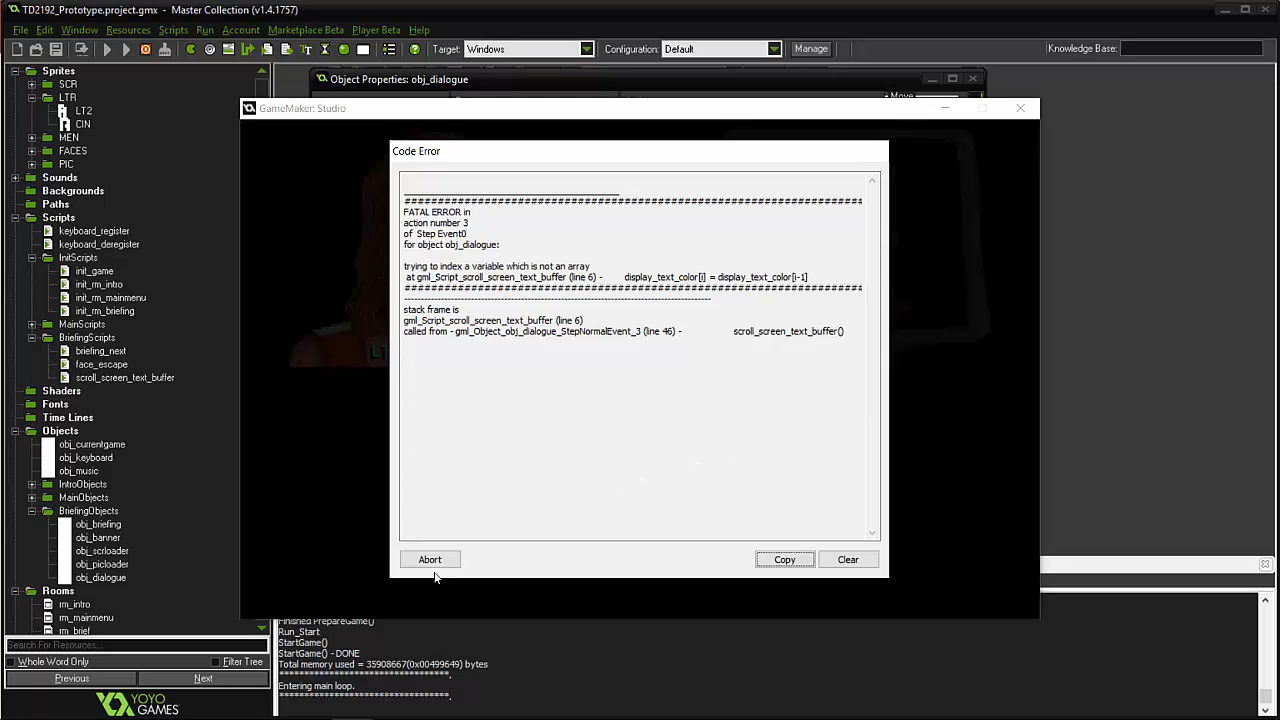 TD2192_Prototype.project.gmx - Master Collection (v1.4.1757)
File Edit Window Resources Scripts Run Account Marketplace Beta Player Beta Help
Target: Windows Configuration: Default Manage Knowledge Base:
Sprites
SCR
LTR
LT2
CIN
MEN
FACES
PIC
Sounds
Backgrounds
Paths
Scripts
keyboard_register
keyboard_deregister
InitScripts
init_game
init_rm_intro
init_rm_mainmenu
init_rm_briefing
MainScripts
BriefingScripts
briefing_next
face_escape
scroll_screen_text_buffer
Shaders
Fonts
Time Lines
Objects
obj_currentgame
obj_keyboard
obj_music
IntroObjects
MainObjects
BriefingObjects
obj_briefing
obj_banner
obj_scrloader
obj_picloader
obj_dialogue
Rooms
rm_intro
rm_mainmenu
rm_brief
Search For Resources...
Whole Word Only Filter Tree
Previous Next
YOYO
GAMES
Object Properties: obj_dialogue
Move
GameMaker: Studio
Code Error
___________________________________________
############################################################################################
FATAL ERROR in
action number 3
of Step Event0
for object obj_dialogue:
trying to index a variable which is not an array
at gml_Script_scroll_screen_text_buffer (line 6) - display_text_color[i] = display_text_color[i-1]
############################################################################################
--------------------------------------------------------------------------------------------
stack frame is
gml_Script_scroll_screen_text_buffer (line 6)
called from - gml_Object_obj_dialogue_StepNormalEvent_3 (line 46) - scroll_screen_text_buffer()
Abort Copy Clear
Finished PrepareGame()
Run_Start
StartGame()
StartGame() - DONE
Total memory used = 35908667(0x00499649) bytes
**********************************.
Entering main loop.
**********************************.